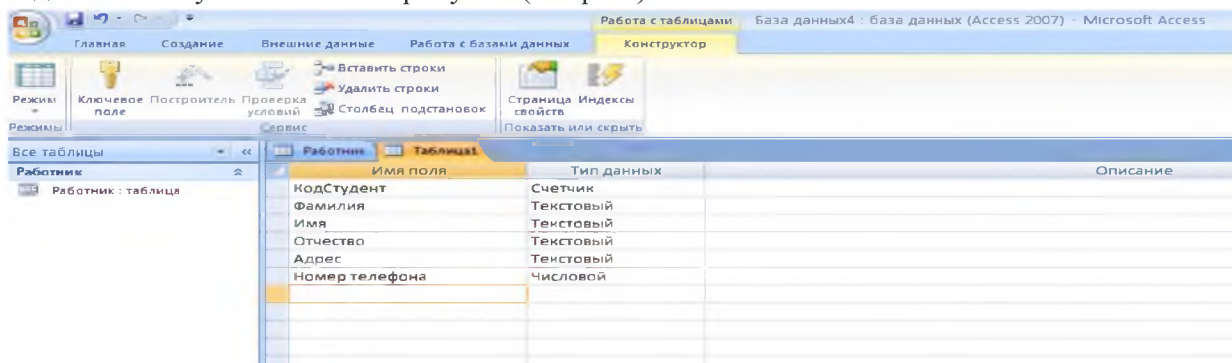 Работа с таблицами База данных4 : база данных (Access 2007) - Microsoft Access
Главная Создание Внешние данные Работа с базами данных Конструктор
Режим
Ключевое поле
Построитель
Проверка условий
Вставить строки
Удалить строки
Столбец подстановок
Страница свойств
Индексы
Режимы Сервис Показать или скрыть
Все таблицы Работник Таблица1
Работник Имя поля Тип данных Описание
Работник : таблица КодСтудент Счетчик
Фамилия Текстовый
Имя Текстовый
Отчество Текстовый
Адрес Текстовый
Номер телефона Числовой